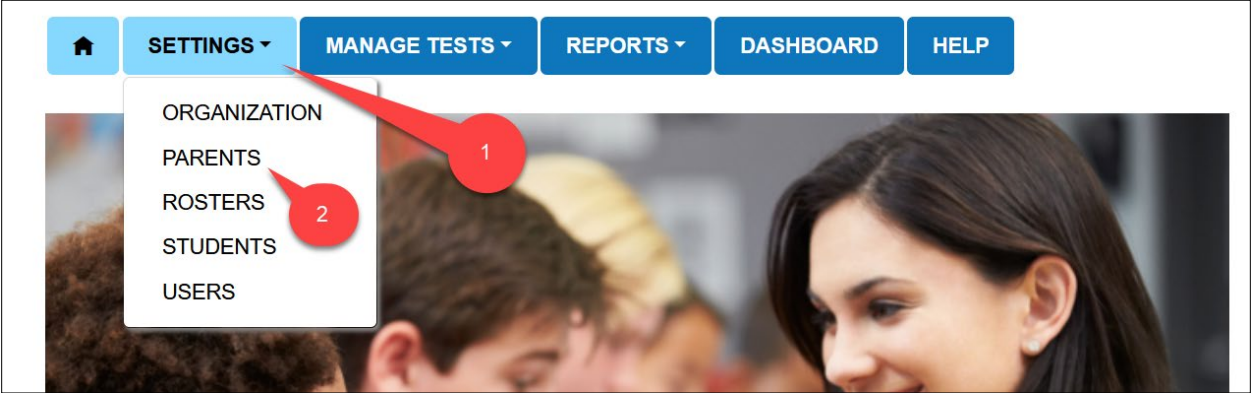 SETTINGS MANAGE TESTS REPORTS DASHBOARD HELP
ORGANIZATION
PARENTS
ROSTERS
STUDENTS
USERS
1
2